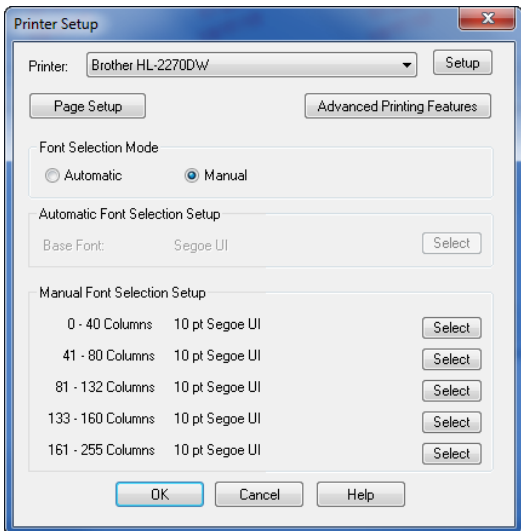 Printer Setup
Printer: Brother HL-2270DW Setup
Page Setup Advanced Printing Features
Font Selection Mode
Automatic Manual
Automatic Font Selection Setup
Base Font: Segoe UI Select
Manual Font Selection Setup
0 - 40 Columns 10 pt Segoe UI Select
41 - 80 Columns 10 pt Segoe UI Select
81 - 132 Columns 10 pt Segoe UI Select
133 - 160 Columns 10 pt Segoe UI Select
161 - 255 Columns 10 pt Segoe UI Select
OK Cancel Help